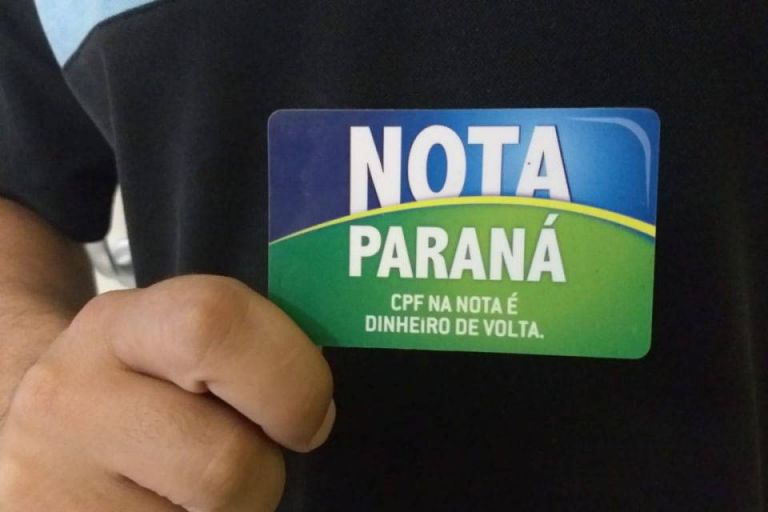 NOTA
PARANÁ
CPF NA NOTA É
DINHEIRO DE VOLTA.